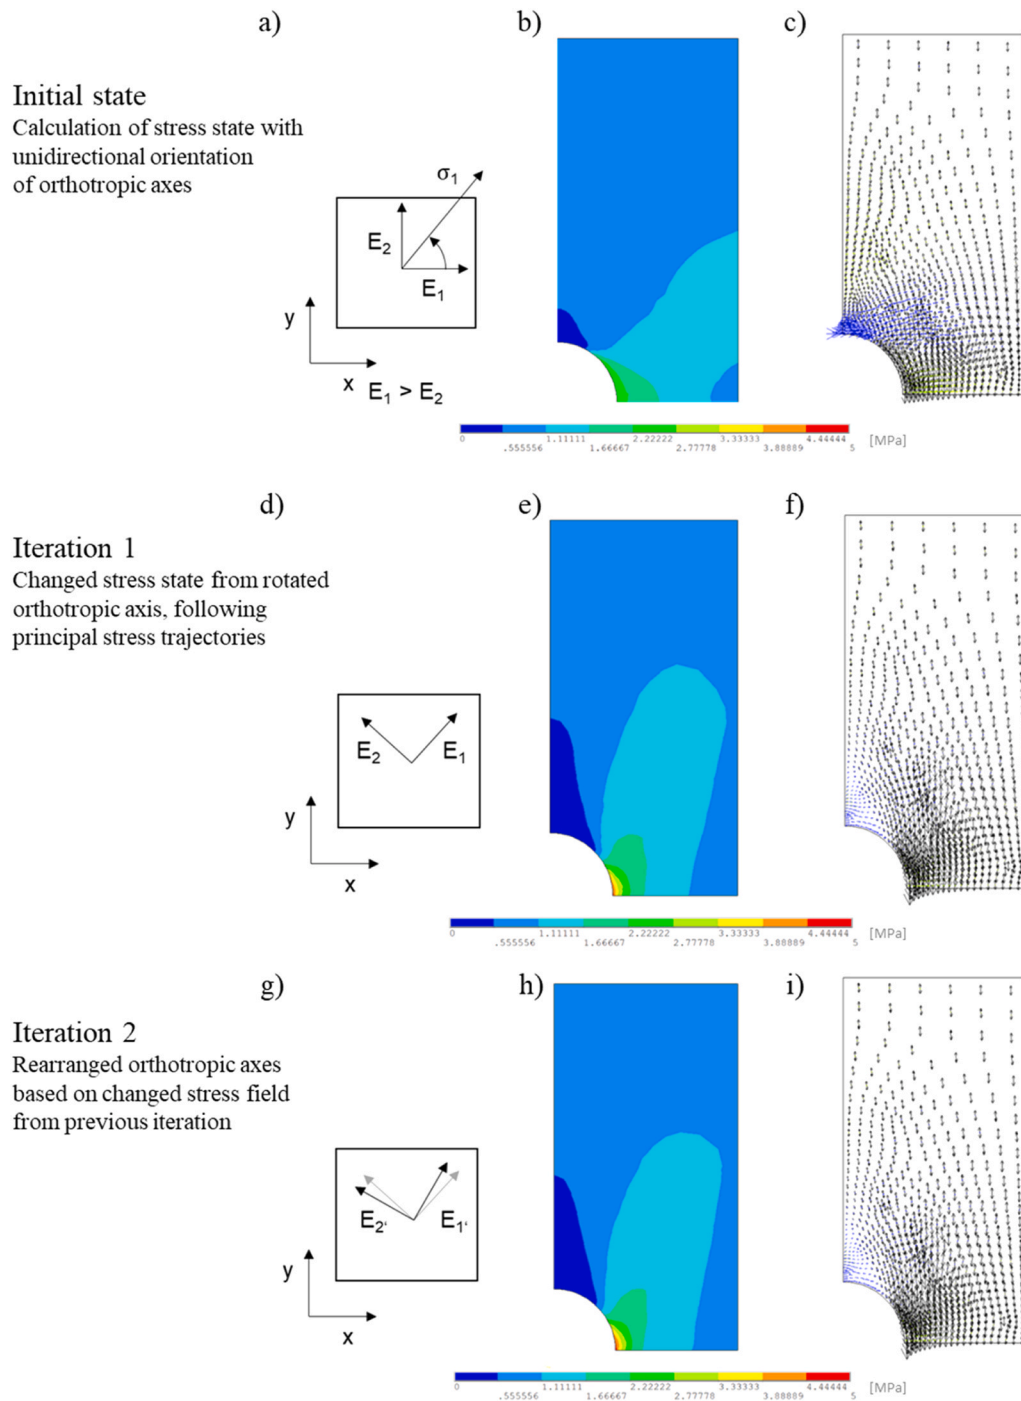 a) b) c)
Initial state
Calculation of stress state with
unidirectional orientation
of orthotropic axes
σ1
E2
E1
y
x
E1 > E2
0 1.11111 2.22222 3.33333 4.44444 [MPa]
.555556 1.66667 2.77778 3.88889 5
d) e) f)
Iteration 1
Changed stress state from rotated
orthotropic axis, following
principal stress trajectories
E2 E1
y
x
0 1.11111 2.22222 3.33333 4.44444 [MPa]
.555556 1.66667 2.77778 3.88889 5
g) h) i)
Iteration 2
Rearranged orthotropic axes
based on changed stress field
from previous iteration
E2' E1'
y
x
0 1.11111 2.22222 3.33333 4.44444 [MPa]
.555556 1.66667 2.77778 3.88889 5